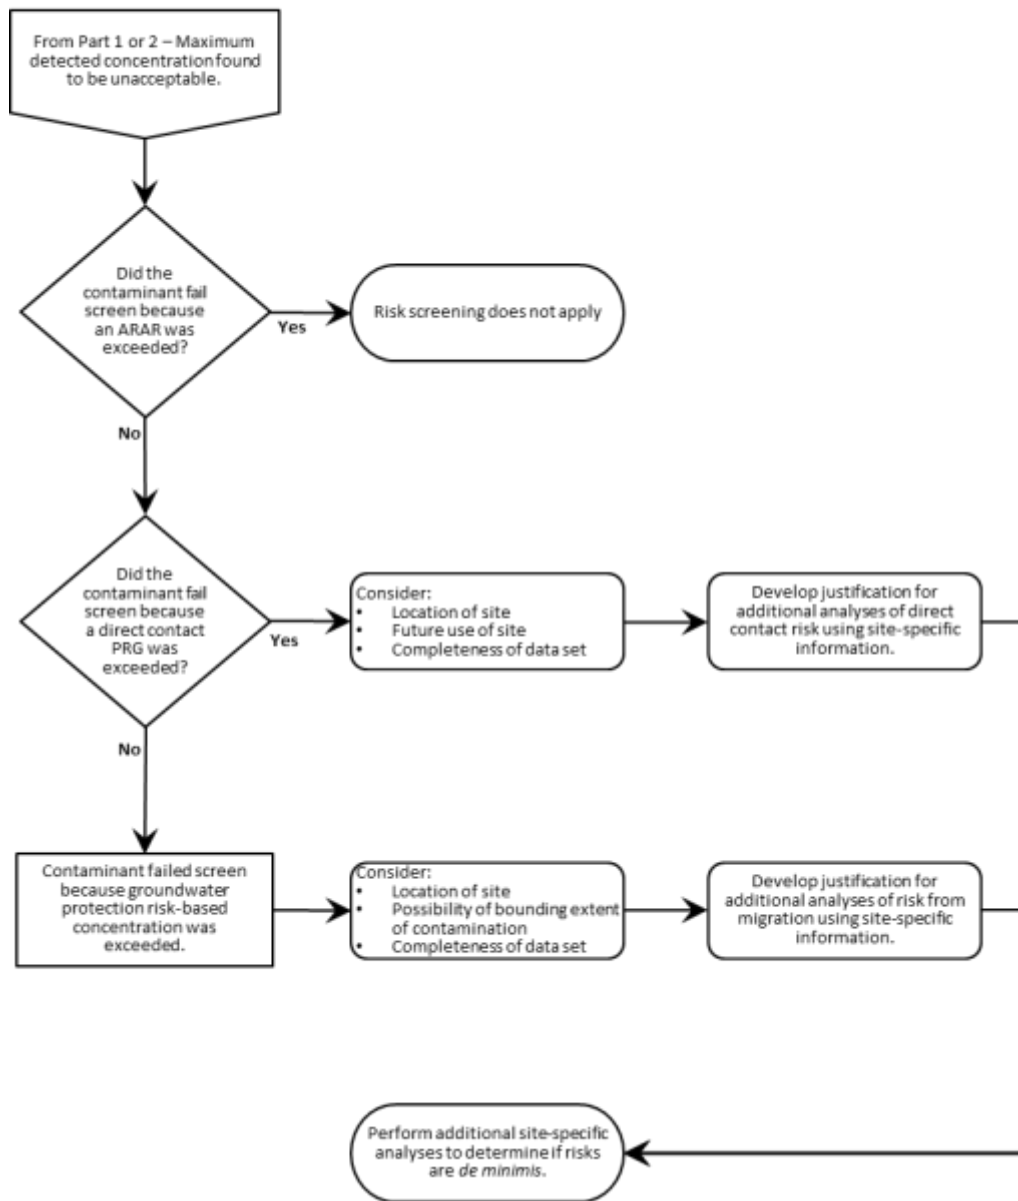 From Part 1 or 2 – Maximum
detected concentration found
to be unacceptable.
Did the
contaminant fail
screen because
an ARAR was
exceeded?
Yes
Risk screening does not apply
No
Did the
contaminant fail
screen because
a direct contact
PRG was
exceeded?
Yes
Consider:
• Location of site
• Future use of site
• Completeness of data set
Develop justification for
additional analyses of direct
contact risk using site-specific
information.
No
Contaminant failed screen
because groundwater
protection risk-based
concentration was
exceeded.
Consider:
• Location of site
• Possibility of bounding extent
of contamination
• Completeness of data set
Develop justification for
additional analyses of risk from
migration using site-specific
information.
Perform additional site-specific
analyses to determine if risks
are de minimis.